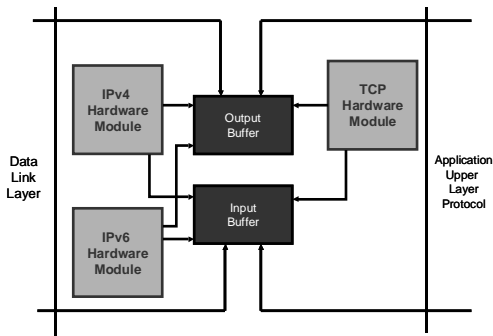 IPv4
Hardware
Module
Output
Buffer
TCP
Hardware
Module
Data
Link
Layer
Application
Upper
Layer
Protocol
Input
Buffer
IPv6
Hardware
Module